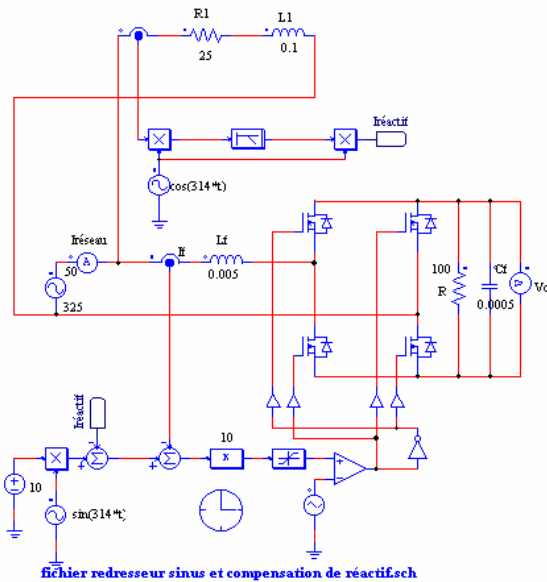 R1
L1
25
0.1
Iréactif
cos(314*t)
Iréseau
If
Lf
A
50
0.005
325
100
R
Cf
0.0005
V
Vo
Iréactif
10
K
10
sin(314*t)
fichier redresseur sinus et compensation de réactif.sch